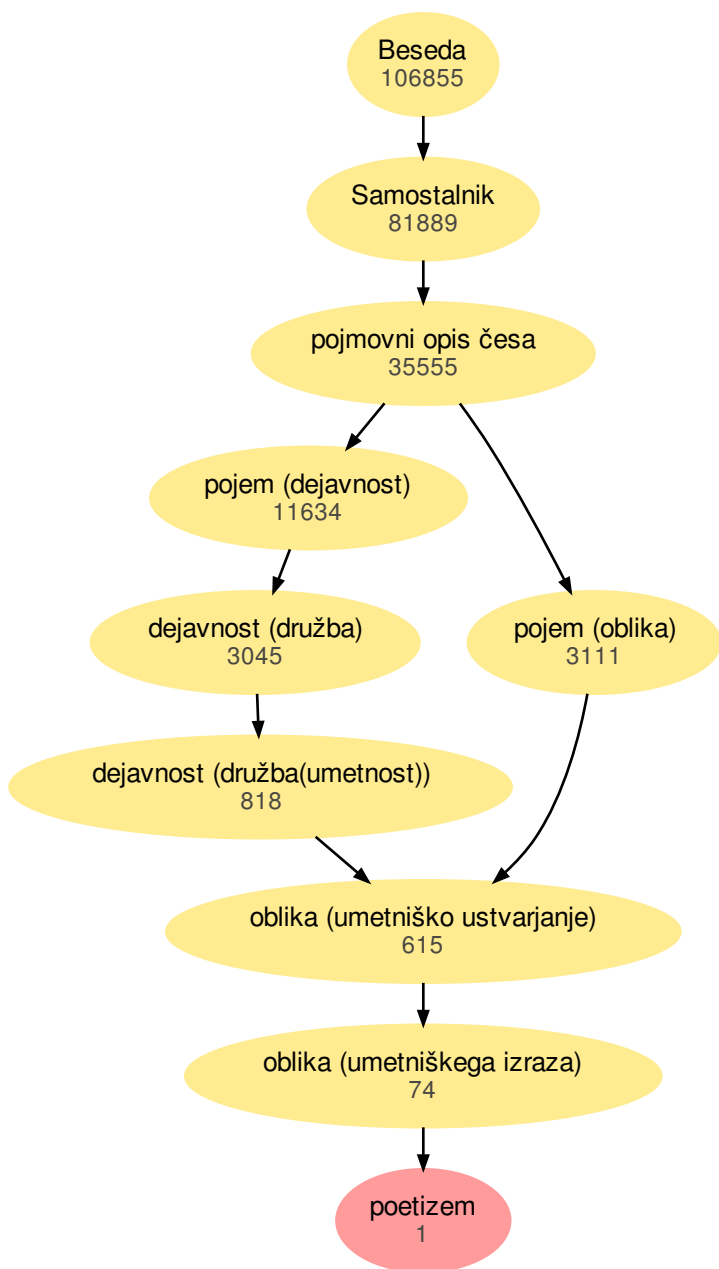 Beseda
106855
Samostalnik
81889
pojmovni opis česa
35555
pojem (dejavnost)
11634
dejavnost (družba)
3045
pojem (oblika)
3111
dejavnost (družba(umetnost))
818
oblika (umetniško ustvarjanje)
615
oblika (umetniškega izraza)
74
poetizem
1